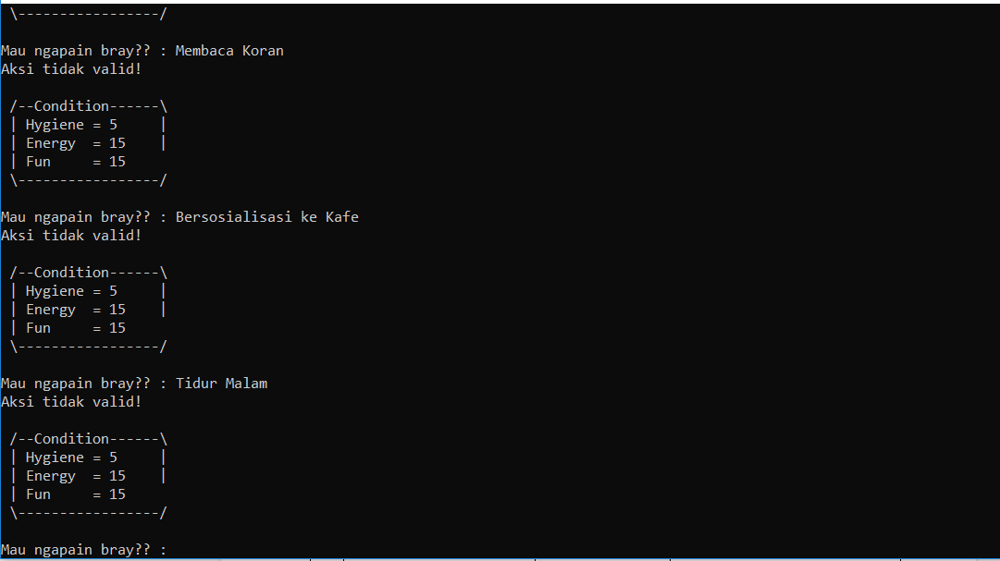 \-----------------/
Mau ngapain bray?? : Membaca Koran
Aksi tidak valid!
/--Condition------\
| Hygiene = 5     |
| Energy  = 15    |
| Fun     = 15
\-----------------/
Mau ngapain bray?? : Bersosialisasi ke Kafe
Aksi tidak valid!
/--Condition------\
| Hygiene = 5     |
| Energy  = 15    |
| Fun     = 15
\-----------------/
Mau ngapain bray?? : Tidur Malam
Aksi tidak valid!
/--Condition------\
| Hygiene = 5     |
| Energy  = 15    |
| Fun     = 15
\-----------------/
Mau ngapain bray?? :